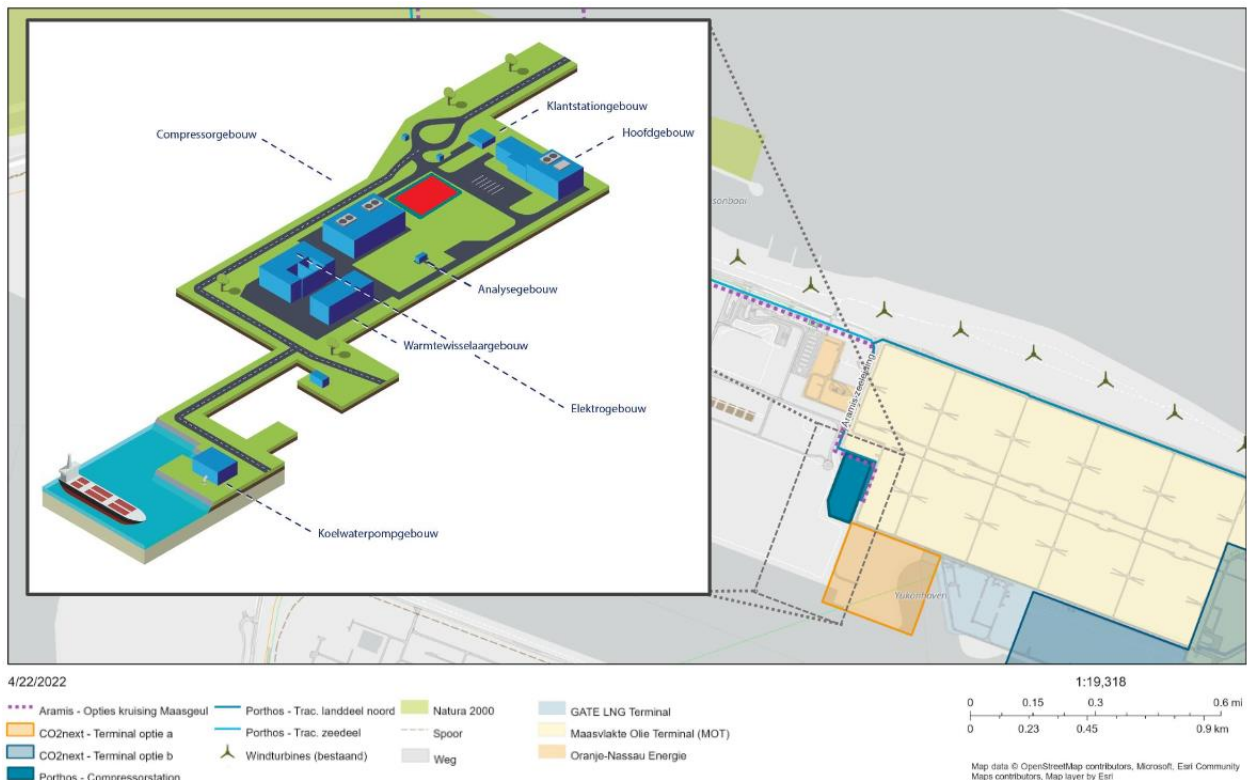 Klantstationgebouw
Hoofdgebouw
Compressorgebouw
Analysegebouw
Warmtewisselaargebouw
Elektrogebouw
Koelwaterpompgebouw
sonbaai
Aramis-zeeleiding
Yukonhaven
4/22/2022
1:19,318
Aramis - Opties kruising Maasgeul
CO2next - Terminal optie a
CO2next - Terminal optie b
Porthos - Compressorstation
Porthos - Trac. landdeel noord
Porthos - Trac. zeedeel
Windturbines (bestaand)
Natura 2000
Spoor
Weg
GATE LNG Terminal
Maasvlakte Olie Terminal (MOT)
Oranje-Nassau Energie
0 0.15 0.3 0.6 mi
0 0.23 0.45 0.9 km
Map data © OpenStreetMap contributors, Microsoft, Esri Community
Maps contributors, Map layer by Esri